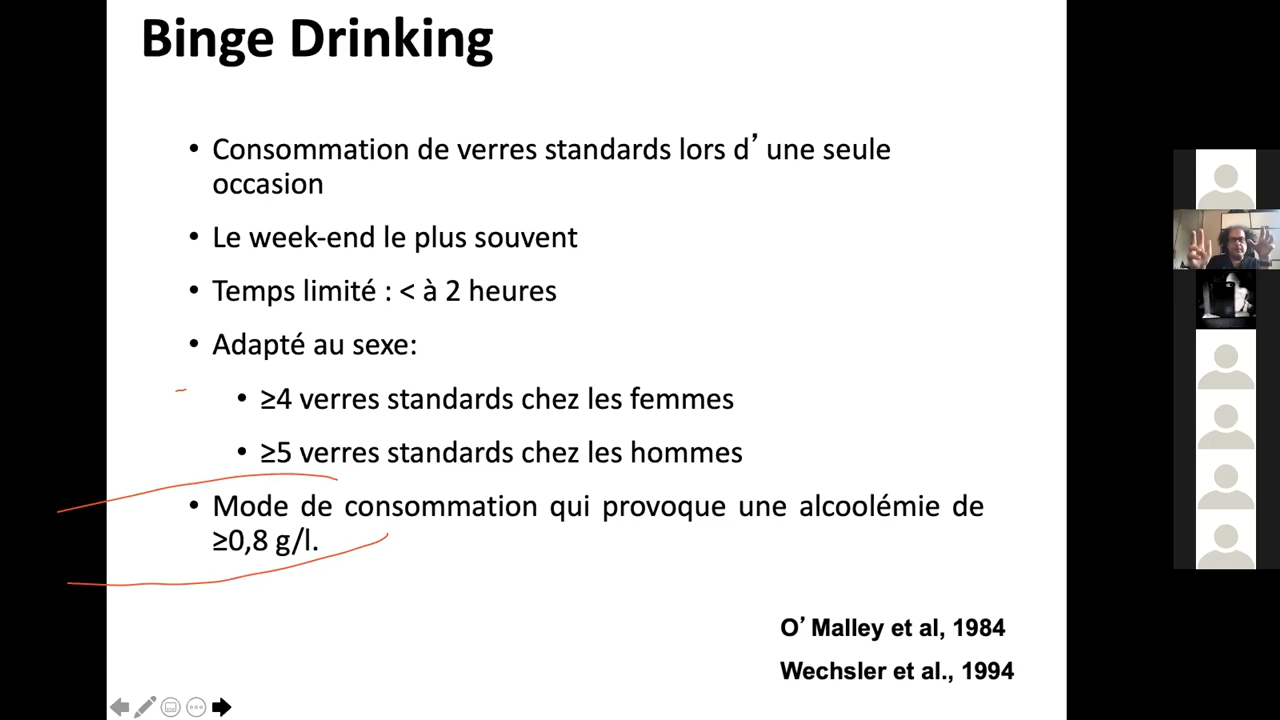 Binge Drinking
• Consommation de verres standards lors d’ une seule
occasion
• Le week-end le plus souvent
• Temps limité : < à 2 heures
• Adapté au sexe:
• ≥4 verres standards chez les femmes
• ≥5 verres standards chez les hommes
• Mode de consommation qui provoque une alcoolémie de
≥0,8 g/l.
O’ Malley et al, 1984
Wechsler et al., 1994